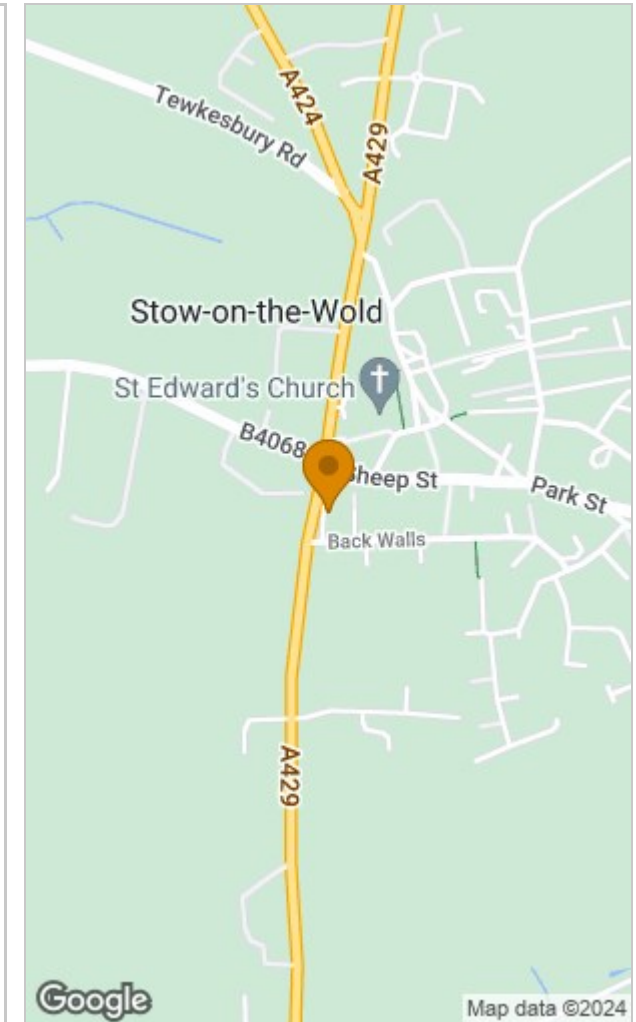 A424
Tewkesbury Rd
A429
Stow-on-the-Wold
St Edward's Church
B4068
Sheep St
Park St
Back Walls
A429
Google
Map data ©2024